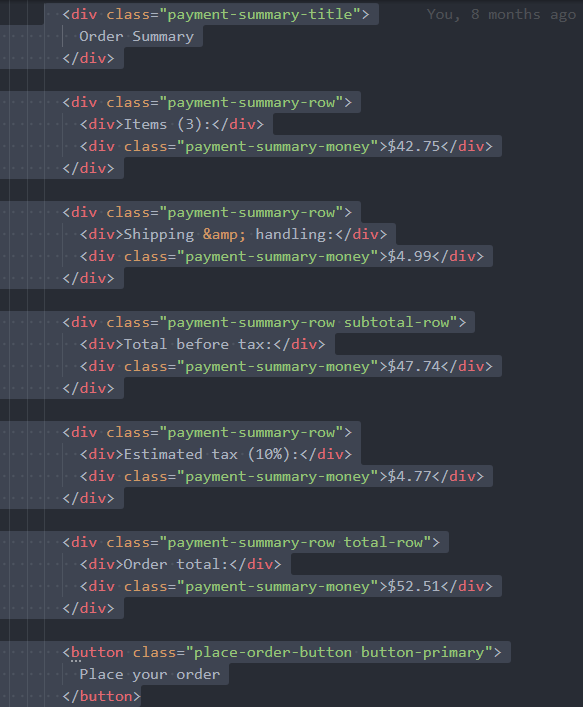 <div class="payment-summary-title"> You, 8 months ago
Order Summary
</div>
<div class="payment-summary-row">
<div>Items (3):</div>
<div class="payment-summary-money">$42.75</div>
</div>
<div class="payment-summary-row">
<div>Shipping &amp; handling:</div>
<div class="payment-summary-money">$4.99</div>
</div>
<div class="payment-summary-row subtotal-row">
<div>Total before tax:</div>
<div class="payment-summary-money">$47.74</div>
</div>
<div class="payment-summary-row">
<div>Estimated tax (10%):</div>
<div class="payment-summary-money">$4.77</div>
</div>
<div class="payment-summary-row total-row">
<div>Order total:</div>
<div class="payment-summary-money">$52.51</div>
</div>
<button class="place-order-button button-primary">
Place your order
</button>